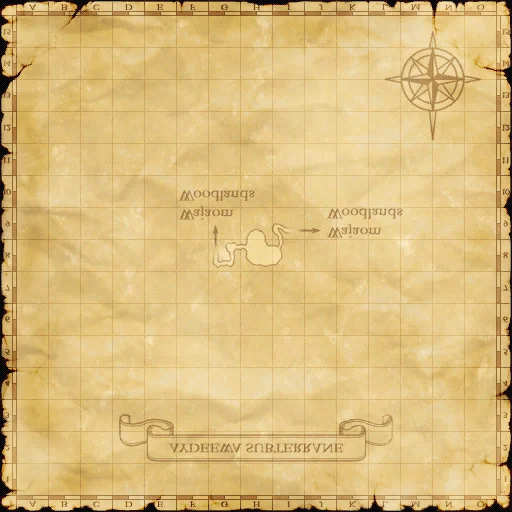 A B C D E F G H I J K L M N O
AYDEEWA SUBTERRANE
Wajaom
Woodlands
Wajaom
Woodlands
A B C D E F G H I J K L M N O